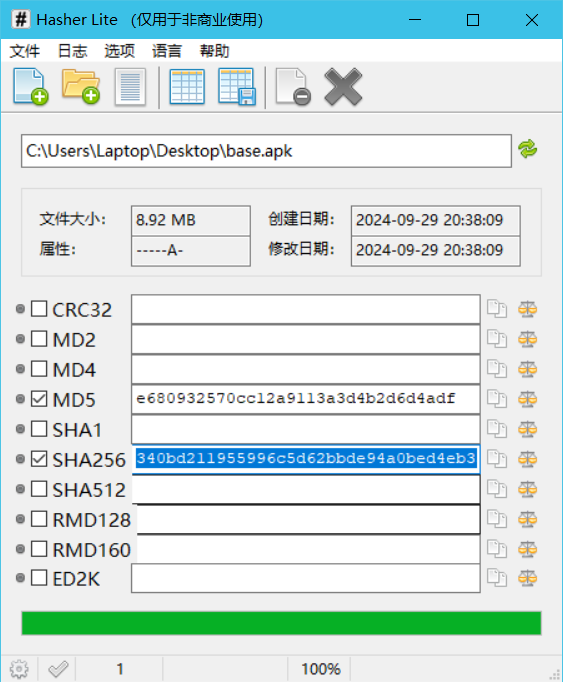 # Hasher Lite （仅用于非商业使用）
文件 日志 选项 语言 帮助
C:\Users\Laptop\Desktop\base.apk
文件大小： 8.92 MB 创建日期： 2024-09-29 20:38:09
属性： -----A- 修改日期： 2024-09-29 20:38:09
CRC32
MD2
MD4
MD5 e680932570cc12a9113a3d4b2d6d4adf
SHA1
SHA256 340bd211955996c5d62bbde94a0bed4eb3
SHA512
RMD128
RMD160
ED2K
1 100%